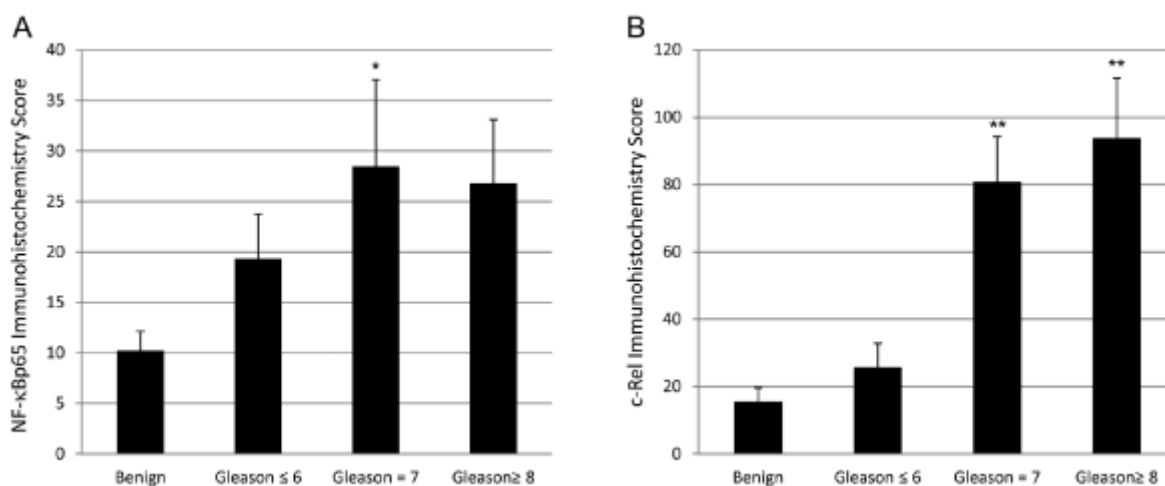 A
NF-κBp65 Immunohistochemistry Score
40
35
30
25
20
15
10
5
0
*
Benign
Gleason ≤ 6
Gleason = 7
Gleason≥ 8
B
c-Rel Immunohistochemistry Score
120
100
80
60
40
20
0
**
**
Benign
Gleason ≤ 6
Gleason = 7
Gleason≥ 8